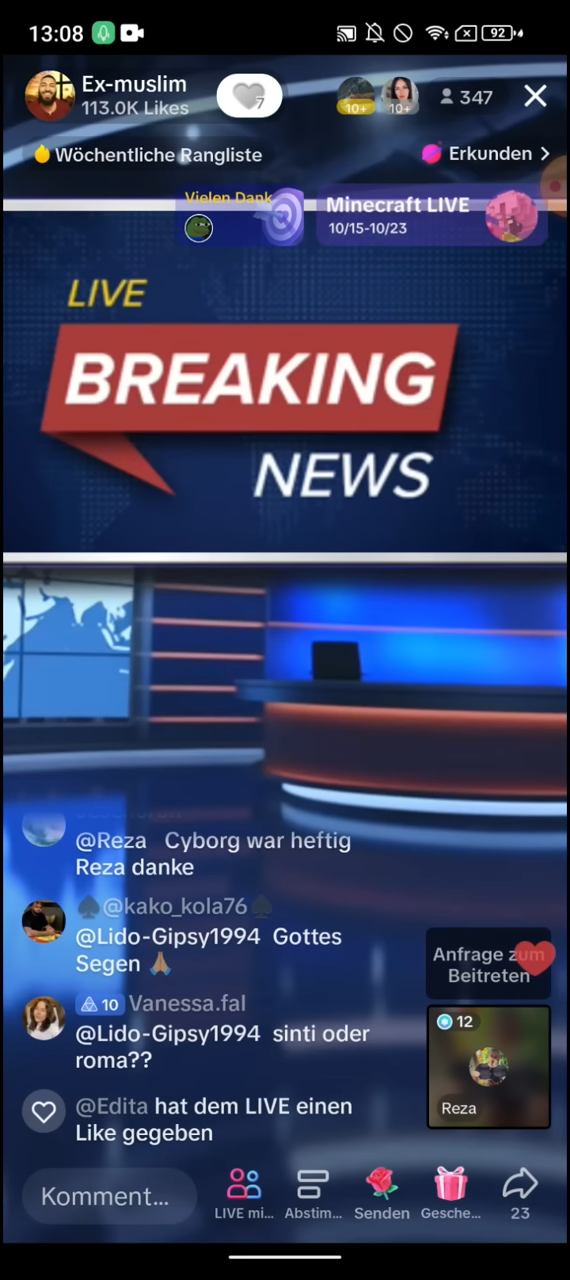 13:08
92
Ex-muslim
113.0K Likes
7
10+
10+
347
Wöchentliche Rangliste
Erkunden
Vielen Dank
Minecraft LIVE
10/15-10/23
LIVE
BREAKING
NEWS
@Reza Cyborg war heftig
Reza danke
@kako_kola76
@Lido-Gipsy1994 Gottes
Segen 🙏🏽
10 Vanessa.fal
@Lido-Gipsy1994 sinti oder
roma??
@Edita hat dem LIVE einen
Like gegeben
Anfrage zum
Beitreten
12
Reza
Komment...
LIVE mi...
Abstim...
Senden
Gesche...
23